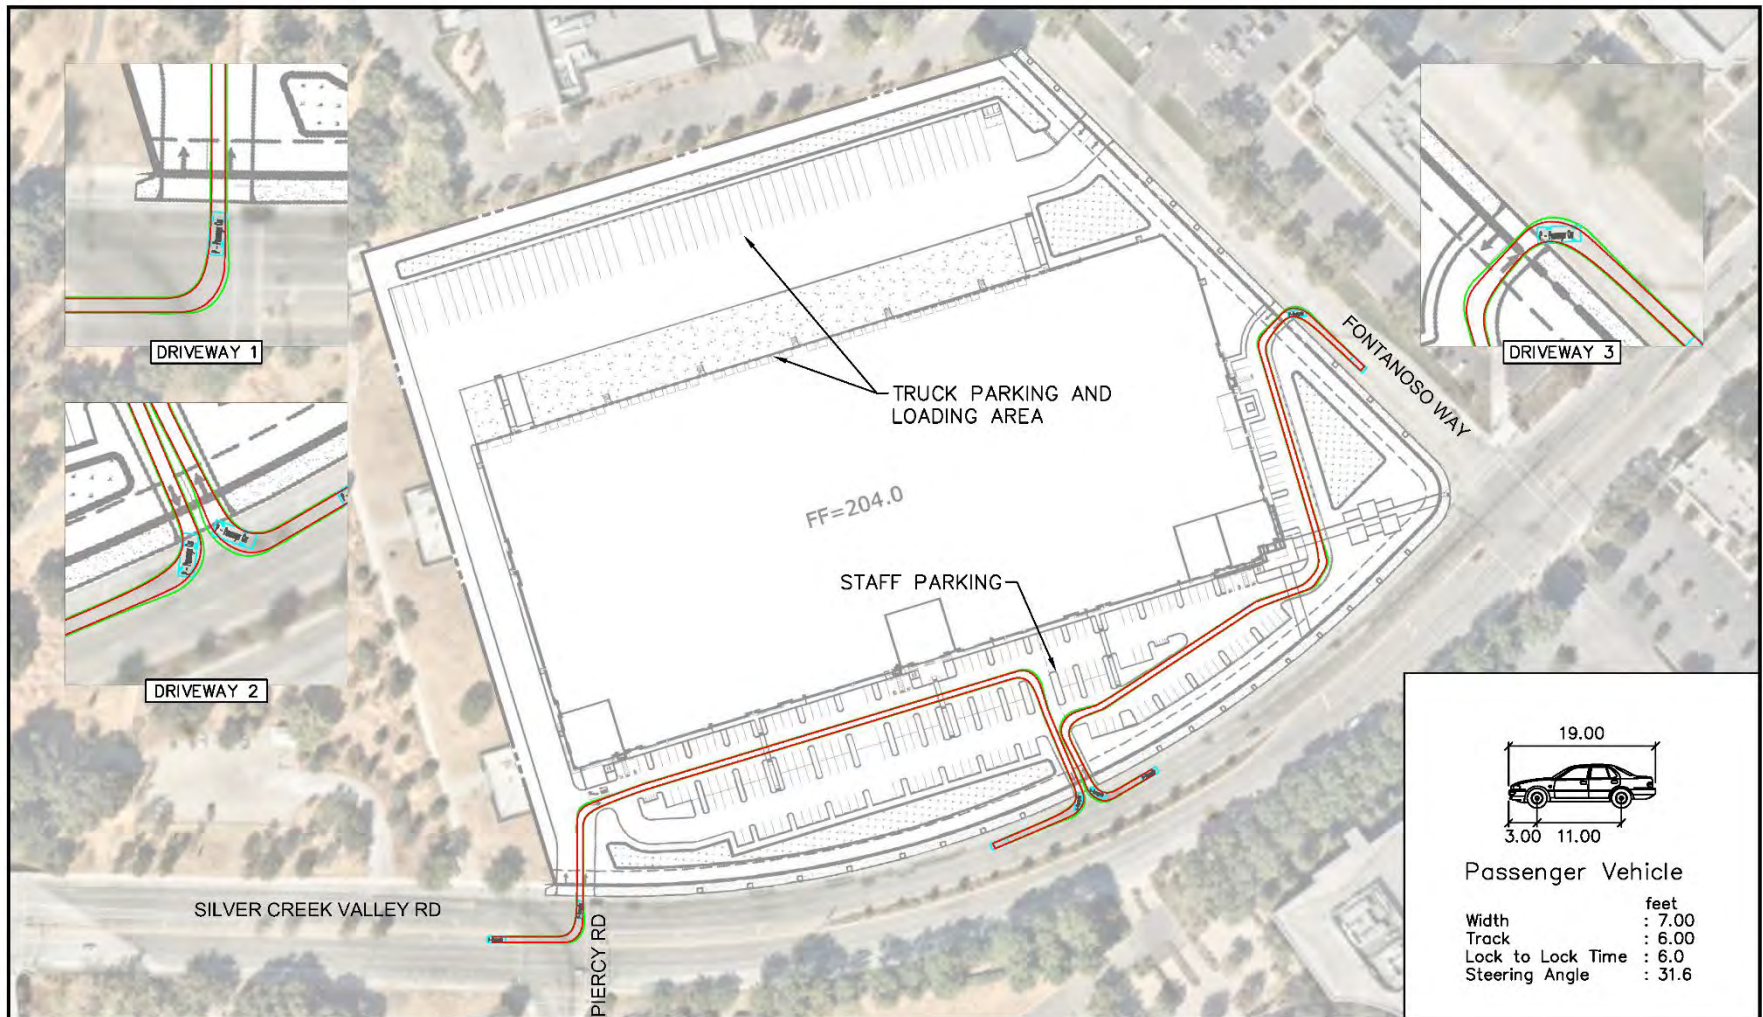 DRIVEWAY 1
DRIVEWAY 2
DRIVEWAY 3
TRUCK PARKING AND
LOADING AREA
FONTANOSO WAY
FF=204.0
STAFF PARKING
SILVER CREEK VALLEY RD
PIERCY RD
19.00
3.00 11.00
Passenger Vehicle
feet
Width : 7.00
Track : 6.00
Lock to Lock Time : 6.0
Steering Angle : 31.6